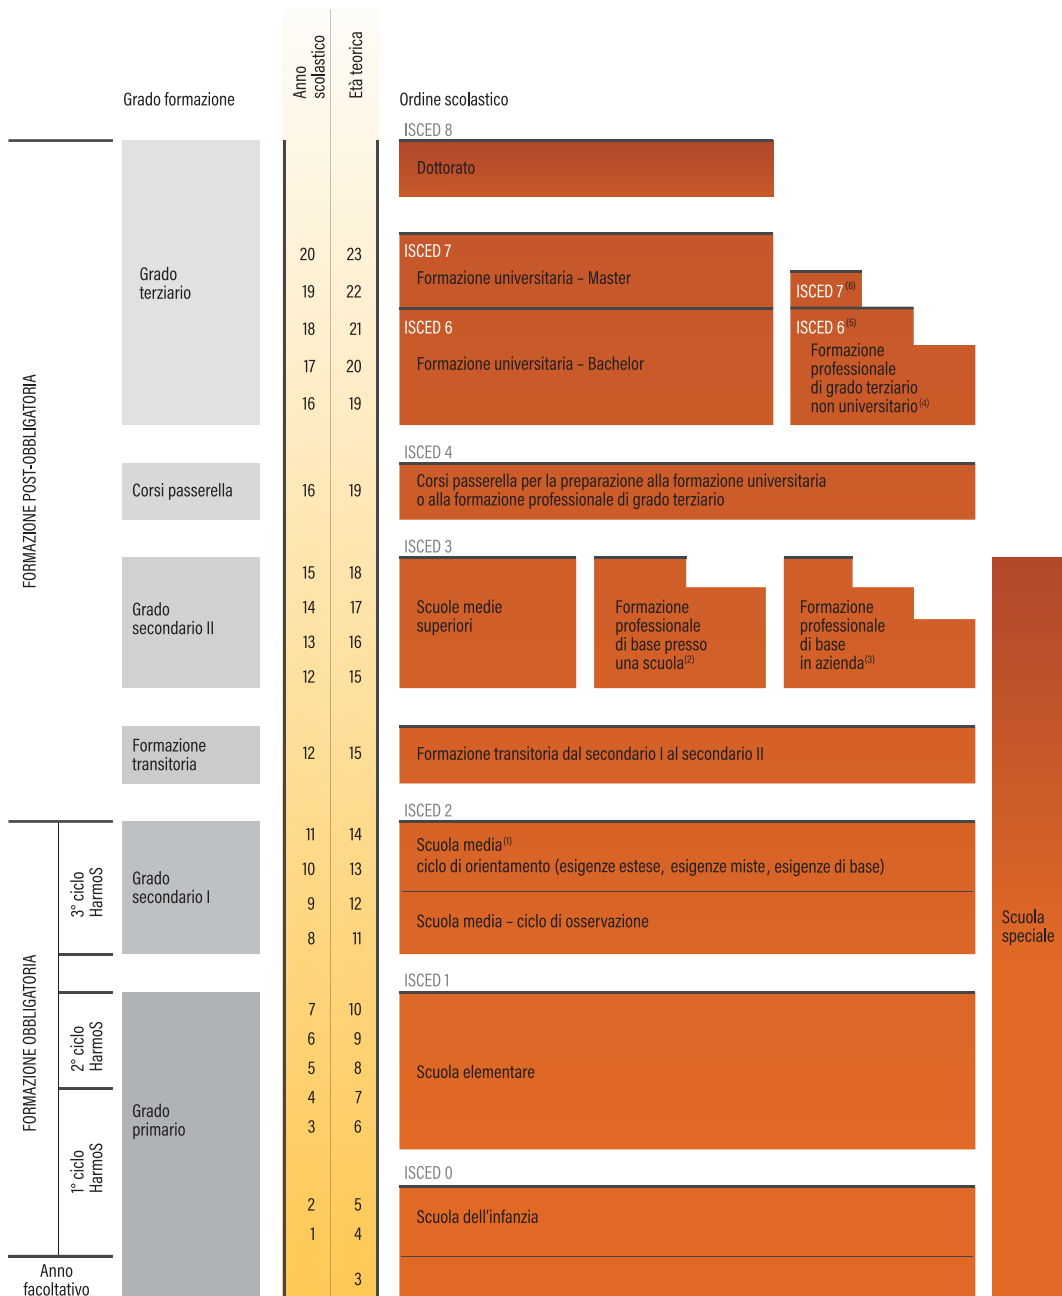 Grado formazione
Anno
scolastico
Età teorica
Ordine scolastico
FORMAZIONE POST-OBBLIGATORIA
Grado
terziario
20 23
19 22
18 21
17 20
16 19
ISCED 8
Dottorato
ISCED 7
Formazione universitaria – Master
ISCED 6
Formazione universitaria – Bachelor
ISCED 7(6)
ISCED 6(5)
Formazione
professionale
di grado terziario
non universitario(4)
Corsi passerella
16 19
ISCED 4
Corsi passerella per la preparazione alla formazione universitaria
o alla formazione professionale di grado terziario
Grado
secondario II
15 18
14 17
13 16
12 15
ISCED 3
Scuole medie
superiori
Formazione
professionale
di base presso
una scuola(2)
Formazione
professionale
di base
in azienda(3)
Formazione
transitoria
12 15
Formazione transitoria dal secondario I al secondario II
FORMAZIONE OBBLIGATORIA
3° ciclo
HarmoS
Grado
secondario I
11 14
10 13
9 12
8 11
ISCED 2
Scuola media(1)
ciclo di orientamento (esigenze estese, esigenze miste, esigenze di base)
Scuola media – ciclo di osservazione
Scuola
speciale
2° ciclo
HarmoS
1° ciclo
HarmoS
Grado
primario
7 10
6 9
5 8
4 7
3 6
ISCED 1
Scuola elementare
2 5
1 4
3
ISCED 0
Scuola dell'infanzia
Anno
facoltativo